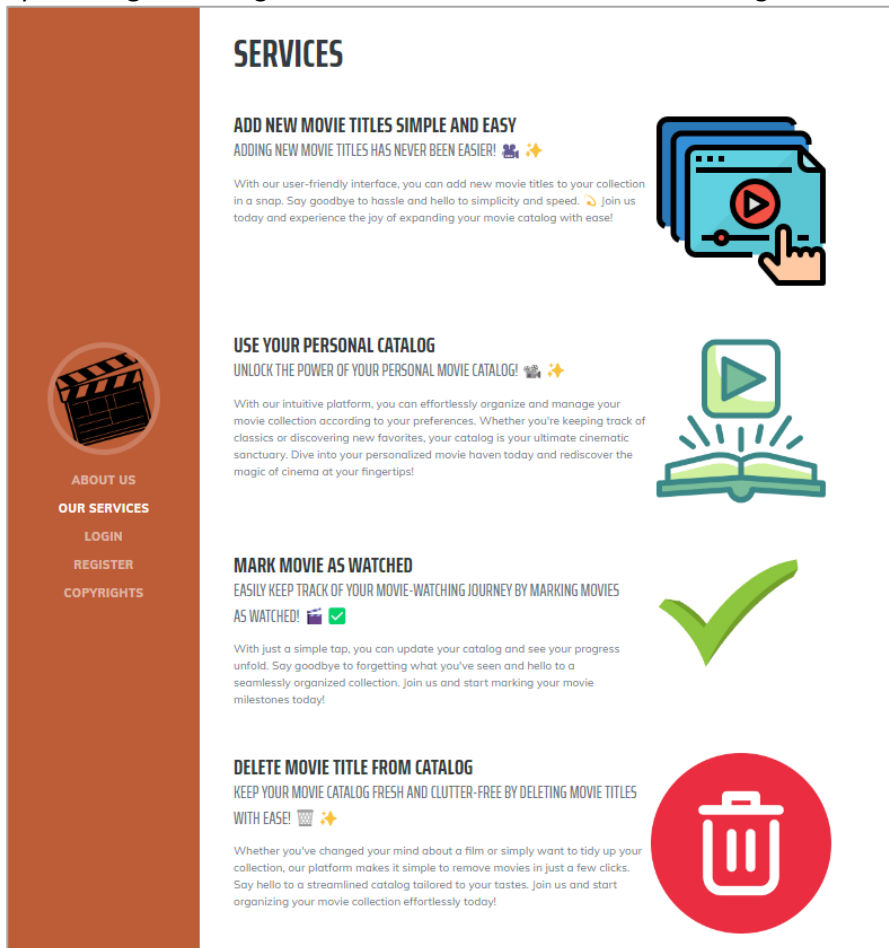 SERVICES
ADD NEW MOVIE TITLES SIMPLE AND EASY
ADDING NEW MOVIE TITLES HAS NEVER BEEN EASIER! 🎥 ✨
With our user-friendly interface, you can add new movie titles to your collection
in a snap. Say goodbye to hassle and hello to simplicity and speed. 💫 Join us
today and experience the joy of expanding your movie catalog with ease!
USE YOUR PERSONAL CATALOG
UNLOCK THE POWER OF YOUR PERSONAL MOVIE CATALOG! 📽 ✨
With our intuitive platform, you can effortlessly organize and manage your
movie collection according to your preferences. Whether you're keeping track of
classics or discovering new favorites, your catalog is your ultimate cinematic
sanctuary. Dive into your personalized movie haven today and rediscover the
magic of cinema at your fingertips!
ABOUT US
OUR SERVICES
LOGIN
REGISTER
COPYRIGHTS
MARK MOVIE AS WATCHED
EASILY KEEP TRACK OF YOUR MOVIE-WATCHING JOURNEY BY MARKING MOVIES
AS WATCHED! 🎬 ✅
With just a simple tap, you can update your catalog and see your progress
unfold. Say goodbye to forgetting what you've seen and hello to a
seamlessly organized collection. Join us and start marking your movie
milestones today!
DELETE MOVIE TITLE FROM CATALOG
KEEP YOUR MOVIE CATALOG FRESH AND CLUTTER-FREE BY DELETING MOVIE TITLES
WITH EASE! 🗑 ✨
Whether you've changed your mind about a film or simply want to tidy up your
collection, our platform makes it simple to remove movies in just a few clicks.
Say hello to a streamlined catalog tailored to your tastes. Join us and start
organizing your movie collection effortlessly today!